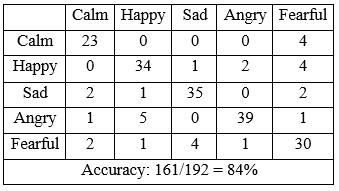 Calm Happy Sad Angry Fearful
Calm 23 0 0 0 4
Happy 0 34 1 2 4
Sad 2 1 35 0 2
Angry 1 5 0 39 1
Fearful 2 1 4 1 30
Accuracy: 161/192 = 84%